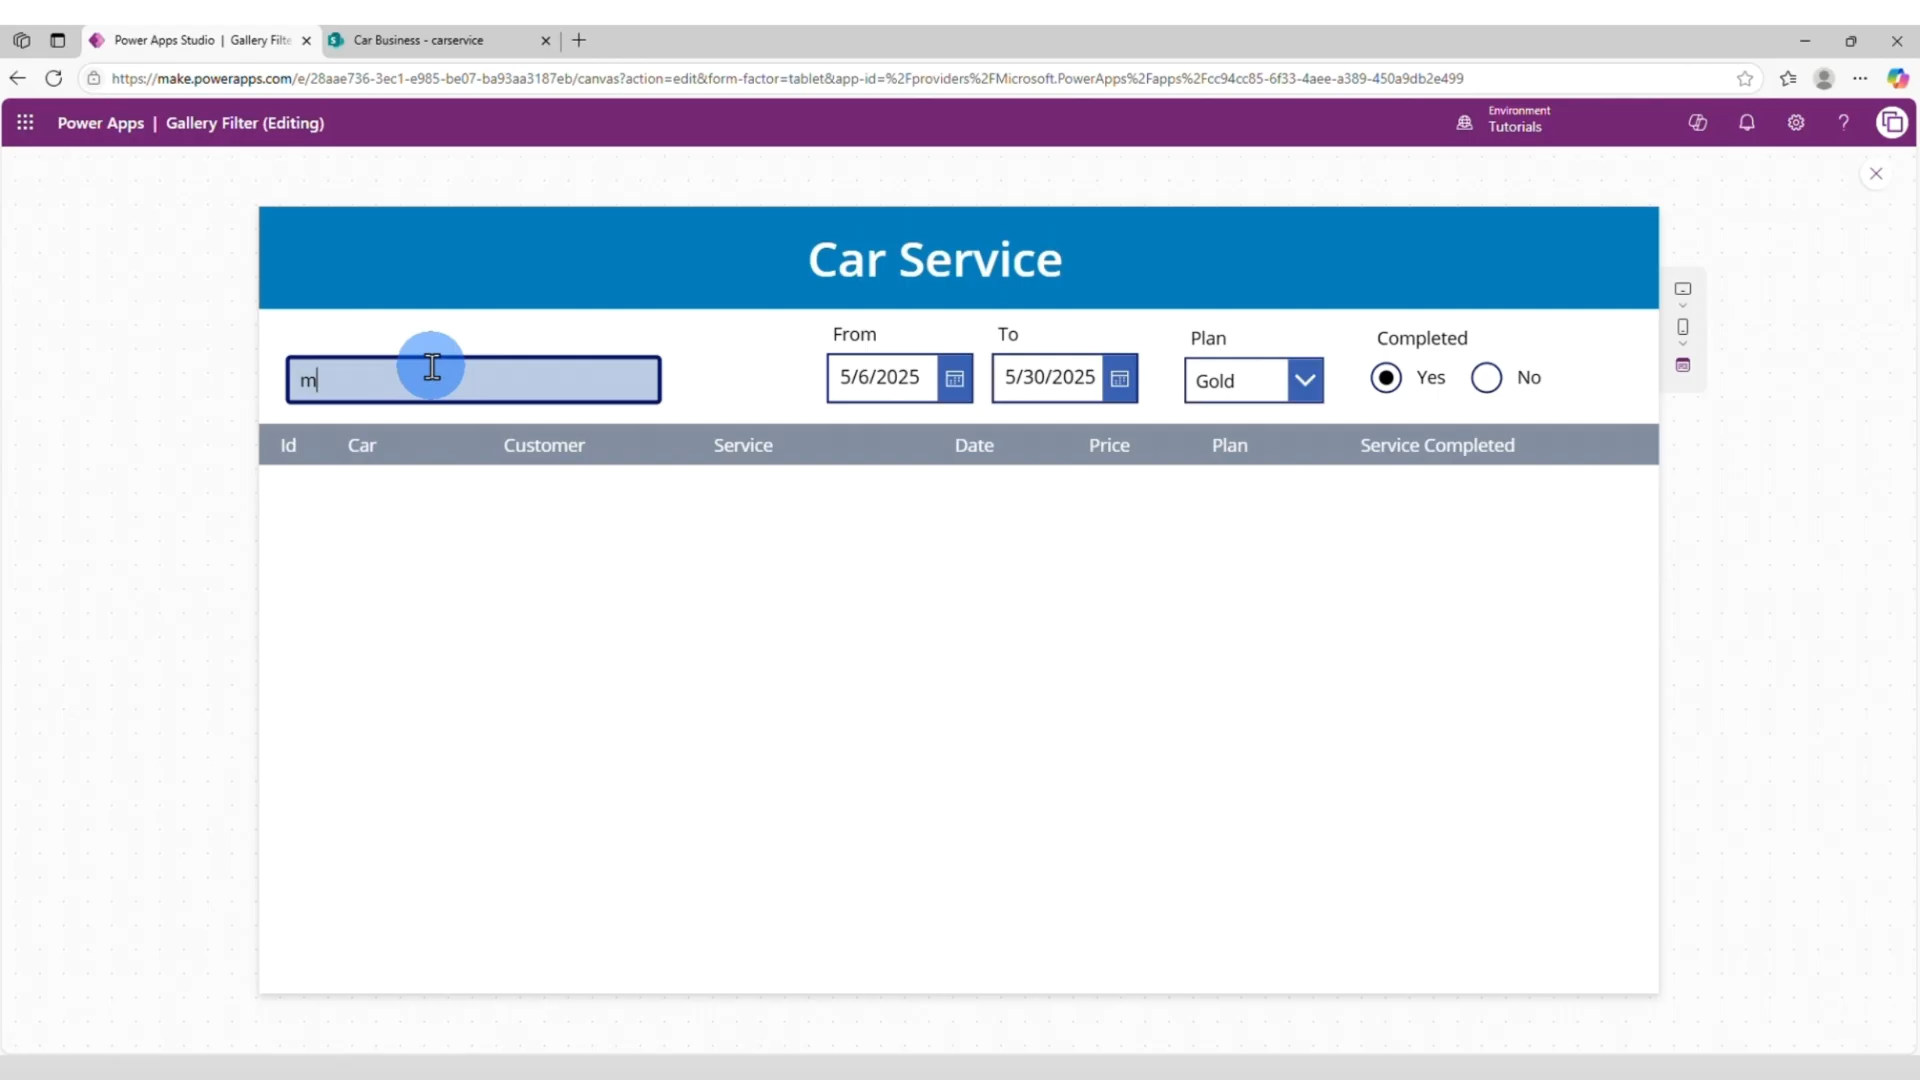 Power Apps Studio | Gallery Filte
Car Business - carservice
https://make.powerapps.com/e/28aae736-3ec1-e985-be07-ba93aa3187eb/canvas?action=edit&form-factor=tablet&app-id=%2Fproviders%2FMicrosoft.PowerApps%2Fapps%2Fcc94cc85-6f33-4aee-a389-450a9db2e499
Power Apps | Gallery Filter (Editing)
Environment
Tutorials
Car Service
From To Plan Completed
m 5/6/2025 5/30/2025 Gold Yes No
Id Car Customer Service Date Price Plan Service Completed